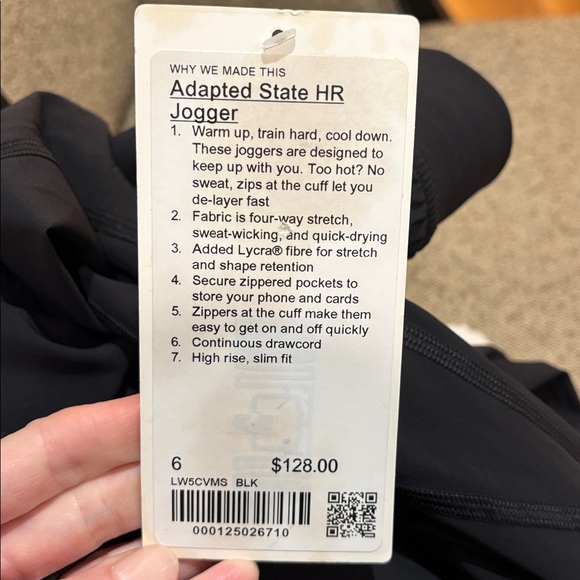 WHY WE MADE THIS
Adapted State HR
Jogger
1. Warm up, train hard, cool down.
These joggers are designed to
keep up with you. Too hot? No
sweat, zips at the cuff let you
de-layer fast
2. Fabric is four-way stretch,
sweat-wicking, and quick-drying
3. Added Lycra® fibre for stretch
and shape retention
4. Secure zippered pockets to
store your phone and cards
5. Zippers at the cuff make them
easy to get on and off quickly
6. Continuous drawcord
7. High rise, slim fit
6 $128.00
LW5CVMS BLK
000125026710